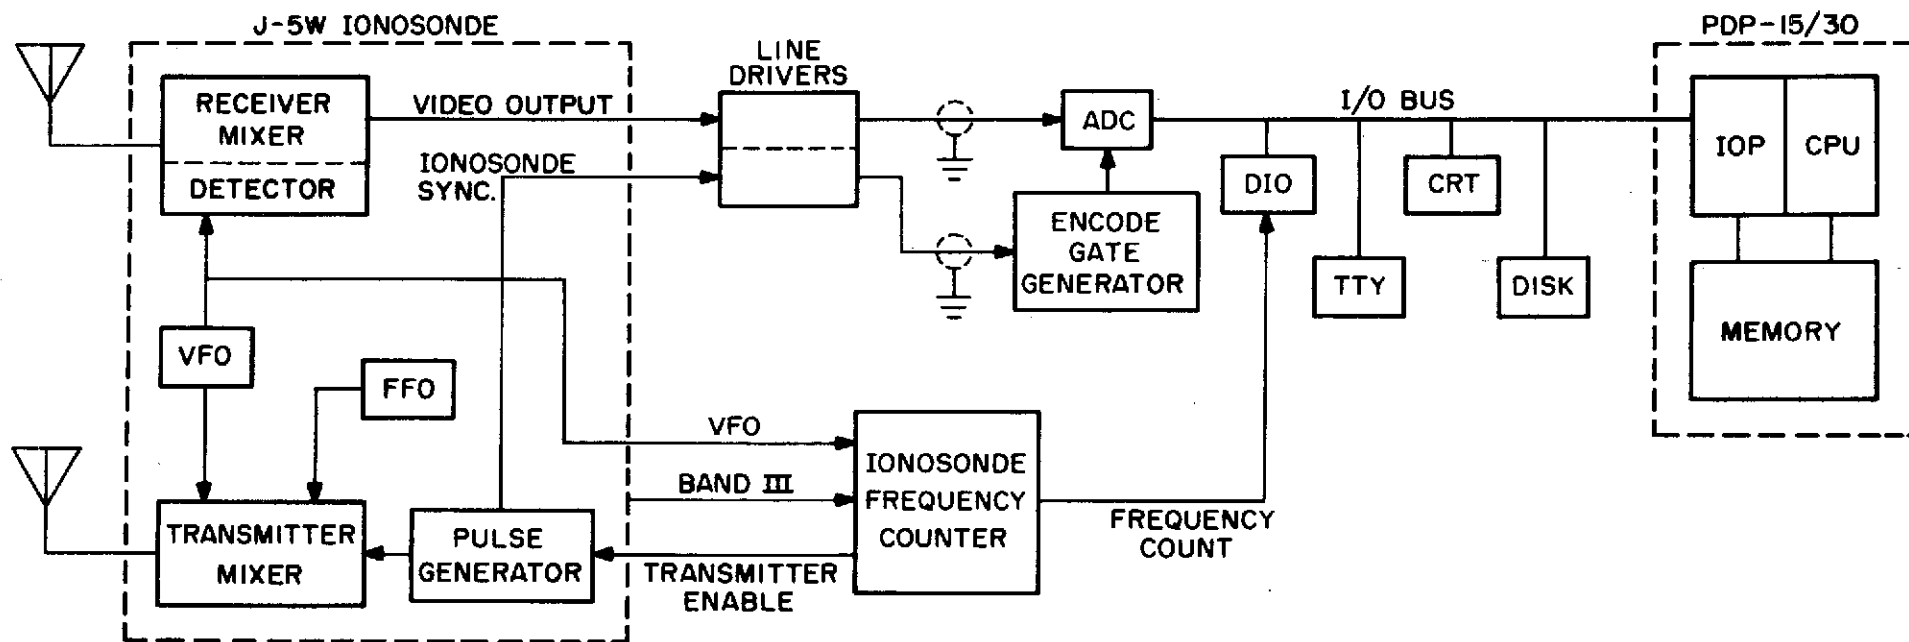 J-5W IONOSONDE
PDP-15/30
LINE
DRIVERS
RECEIVER
MIXER
DETECTOR
VIDEO OUTPUT
IONOSONDE
SYNC.
ADC
I/O BUS
IOP
CPU
DIO
CRT
ENCODE
GATE
GENERATOR
TTY
DISK
MEMORY
VFO
FFO
VFO
BAND III
IONOSONDE
FREQUENCY
COUNTER
FREQUENCY
COUNT
TRANSMITTER
MIXER
PULSE
GENERATOR
TRANSMITTER
ENABLE